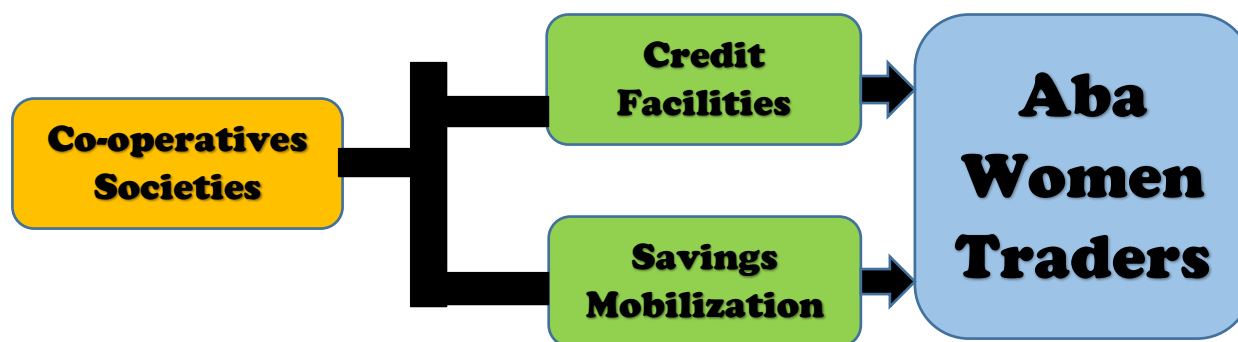 Co-operatives
Societies
Credit
Facilities
Savings
Mobilization
Aba
Women
Traders